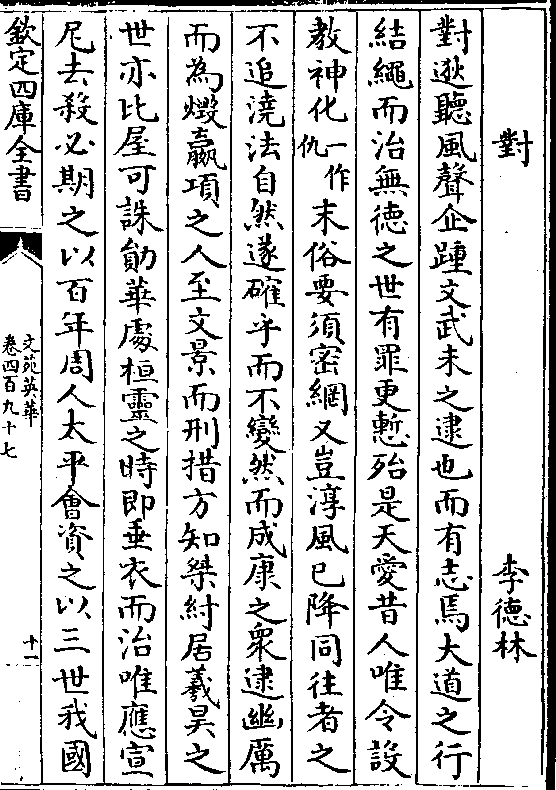 對 李德林
對逖聽風聲企踵文武未之逮也而有志焉大道之行
結繩而治無徳之世有罪更慙殆是天愛昔人唯令設
教神化一作仇末俗要須密網又豈淳風已降同往者之
不追澆法自然遂確乎而不變然而成康之衆逮幽厲
而為燬嬴項之人至文景而刑措方知桀紂居羲昊之
世亦比屋可誅勛華處桓靈之時即垂衣而治唯應宣
尼去殺必期之以百年周人太平會資之以三世我國
欽定四庫全書
文苑英華
卷四百九十七
十一